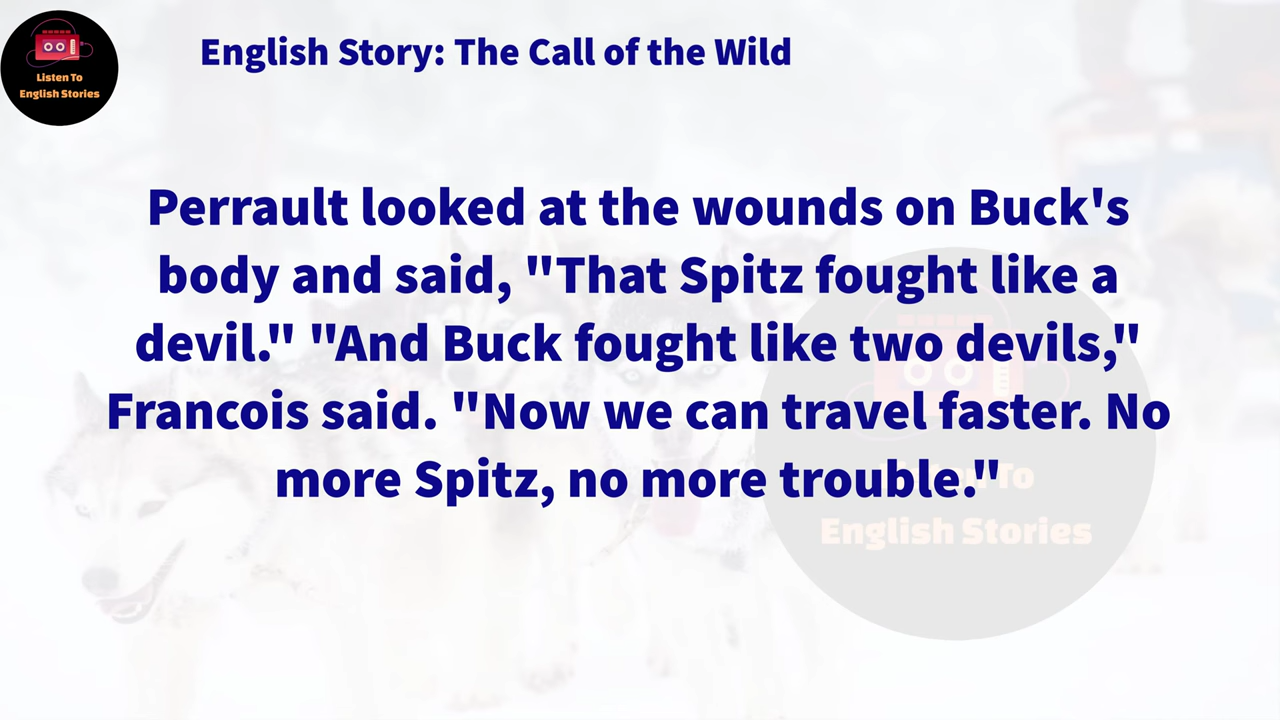 Listen To
English Stories
English Story: The Call of the Wild
Perrault looked at the wounds on Buck's
body and said, "That Spitz fought like a
devil." "And Buck fought like two devils,"
Francois said. "Now we can travel faster. No
more Spitz, no more trouble."
To
English Stories